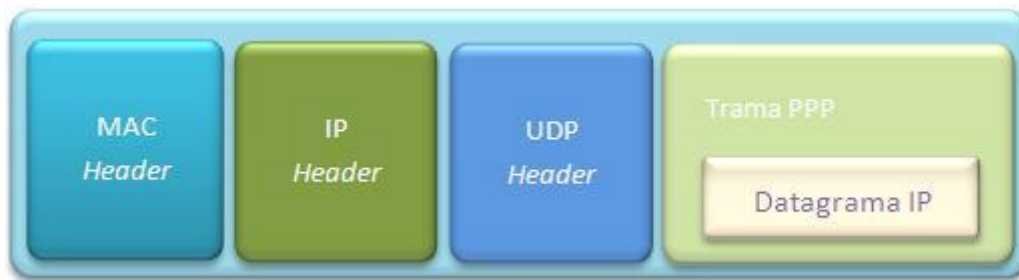 MAC
Header
IP
Header
UDP
Header
Trama PPP
Datagrama IP